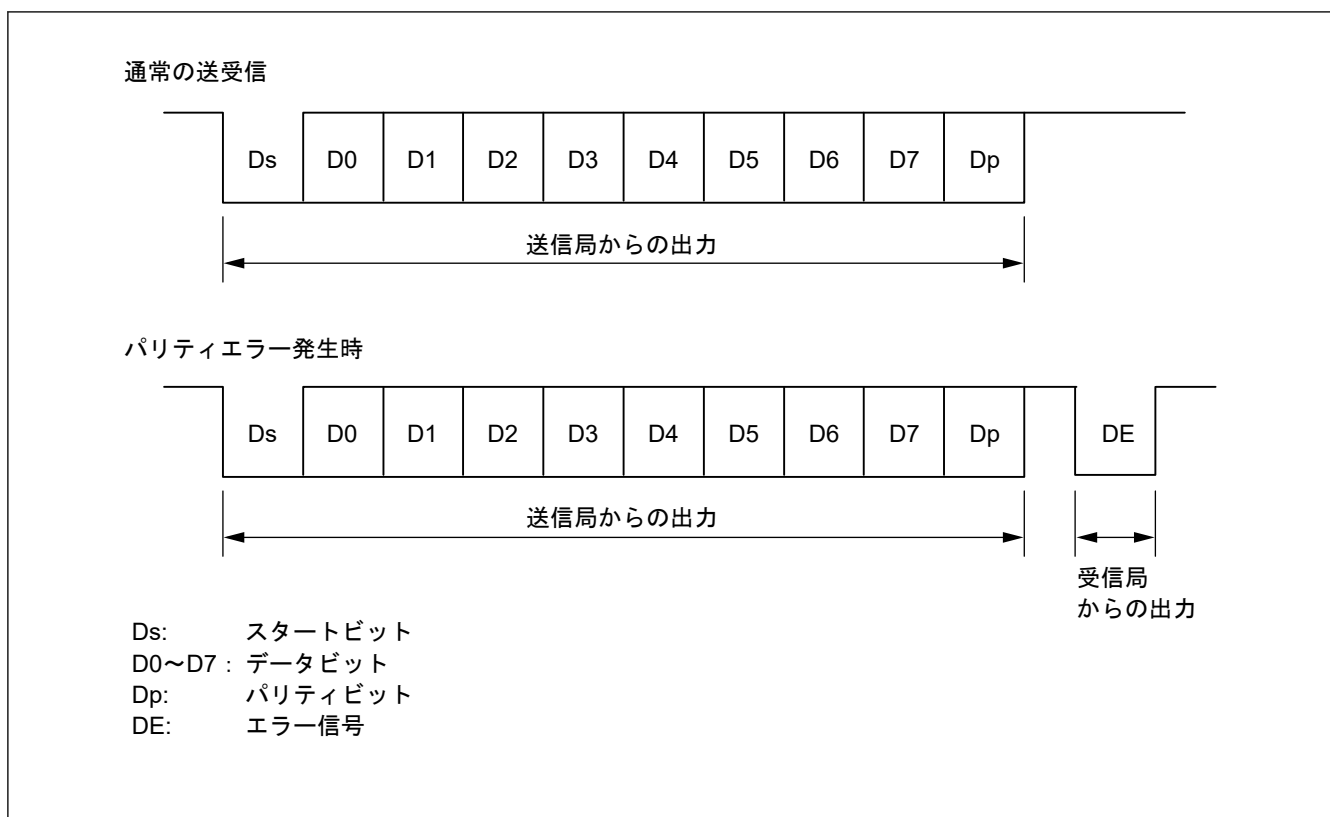 通常の送受信
Ds D0 D1 D2 D3 D4 D5 D6 D7 Dp
送信局からの出力
パリティエラー発生時
Ds D0 D1 D2 D3 D4 D5 D6 D7 Dp DE
送信局からの出力
受信局
からの出力
Ds: スタートビット
D0～D7 : データビット
Dp: パリティビット
DE: エラー信号